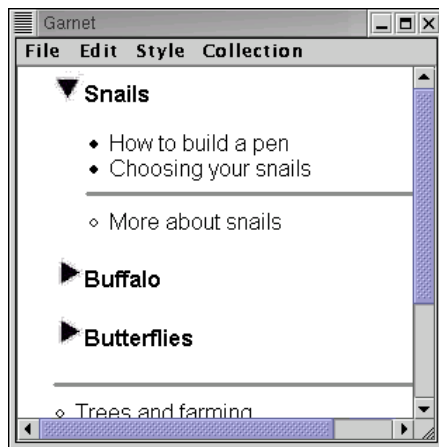 Garnet
File Edit Style Collection
Snails
How to build a pen
Choosing your snails
More about snails
Buffalo
Butterflies
Trees and farming